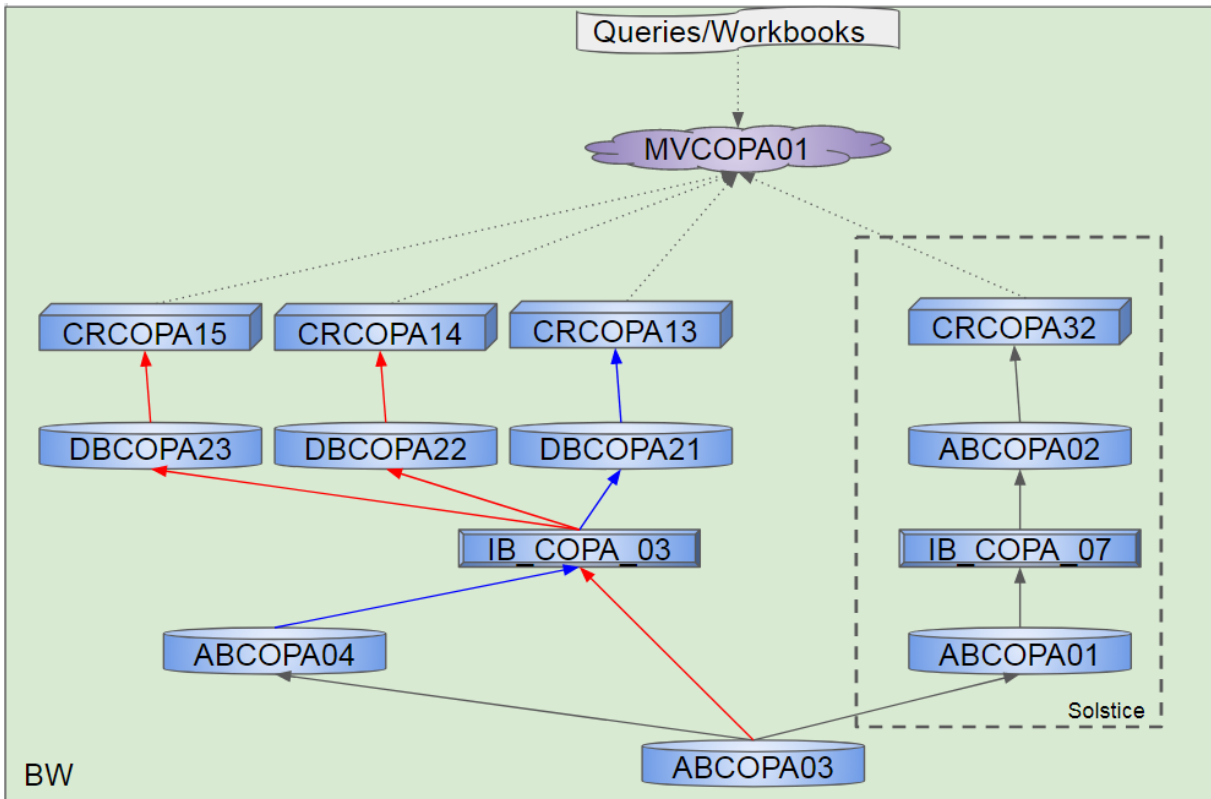 Queries/Workbooks
MVCOPA01
CRCOPA15
CRCOPA14
CRCOPA13
CRCOPA32
DBCOPA23
DBCOPA22
DBCOPA21
ABCOPA02
IB_COPA_03
IB_COPA_07
ABCOPA04
ABCOPA01
Solstice
ABCOPA03
BW